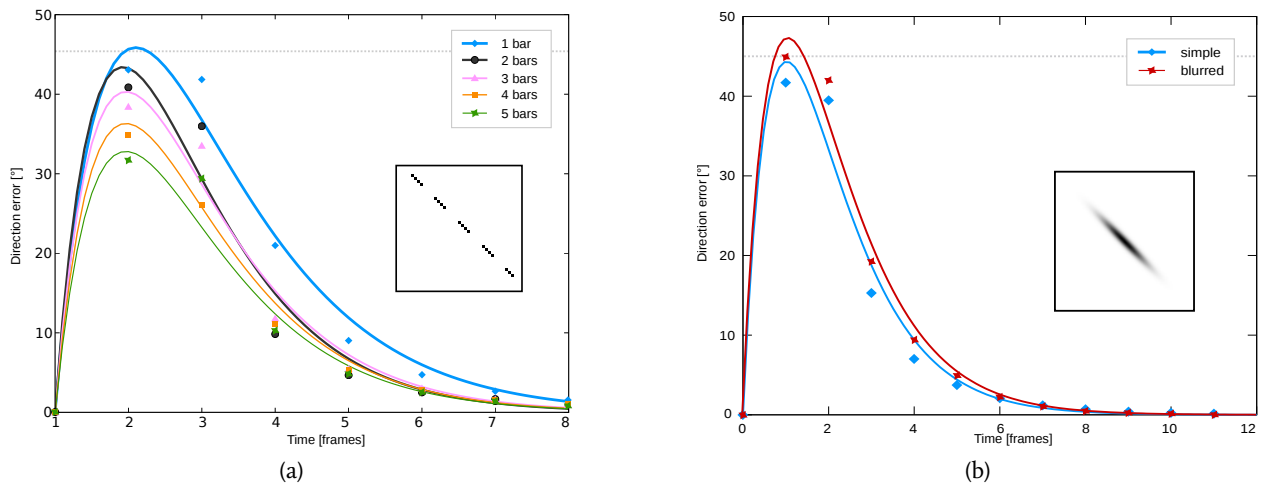 50
40
30
20
10
0
1
2
3
4
5
6
7
8
Direction error [°]
Time [frames]
1 bar
2 bars
3 bars
4 bars
5 bars
(a)
50
40
30
20
10
0
0
2
4
6
8
10
12
Direction error [°]
Time [frames]
simple
blurred
(b)